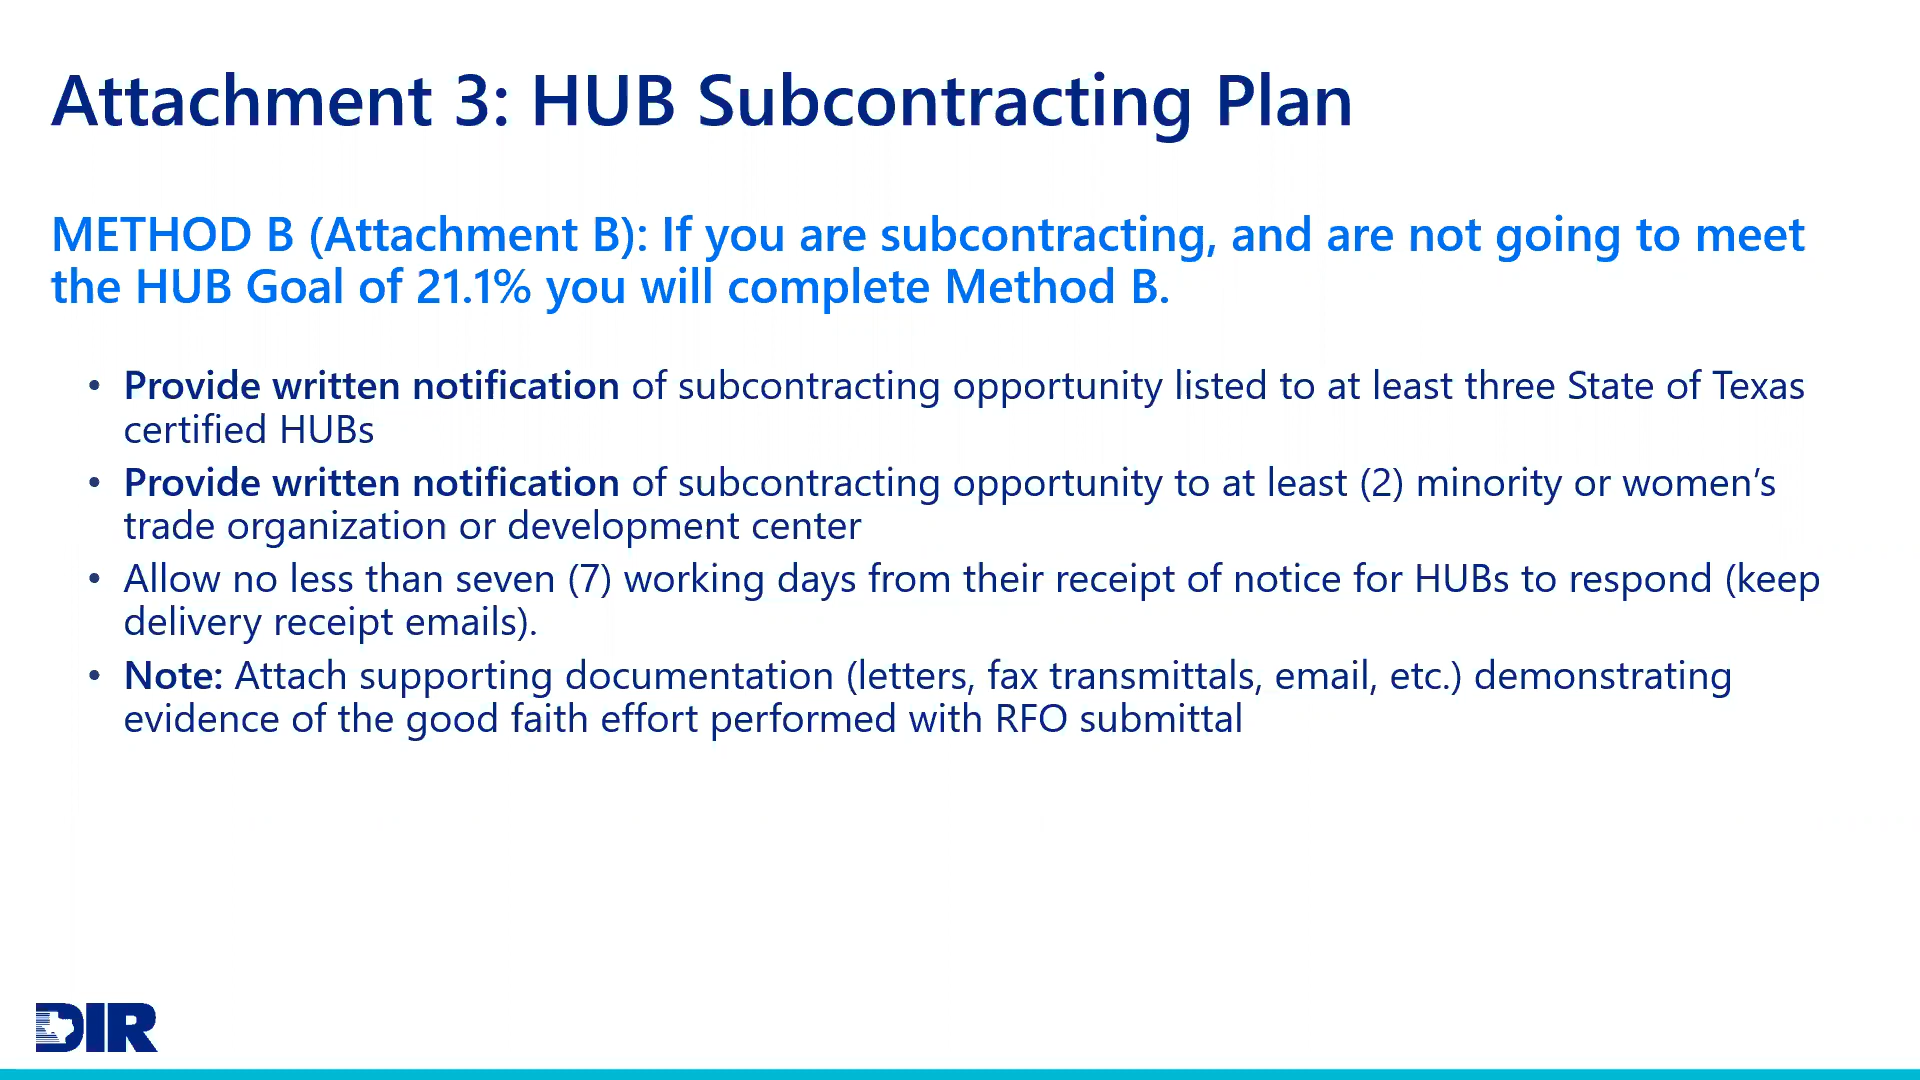 Attachment 3: HUB Subcontracting Plan
METHOD B (Attachment B): If you are subcontracting, and are not going to meet
the HUB Goal of 21.1% you will complete Method B.
• Provide written notification of subcontracting opportunity listed to at least three State of Texas
certified HUBs
• Provide written notification of subcontracting opportunity to at least (2) minority or women’s
trade organization or development center
• Allow no less than seven (7) working days from their receipt of notice for HUBs to respond (keep
delivery receipt emails).
• Note: Attach supporting documentation (letters, fax transmittals, email, etc.) demonstrating
evidence of the good faith effort performed with RFO submittal
DIR